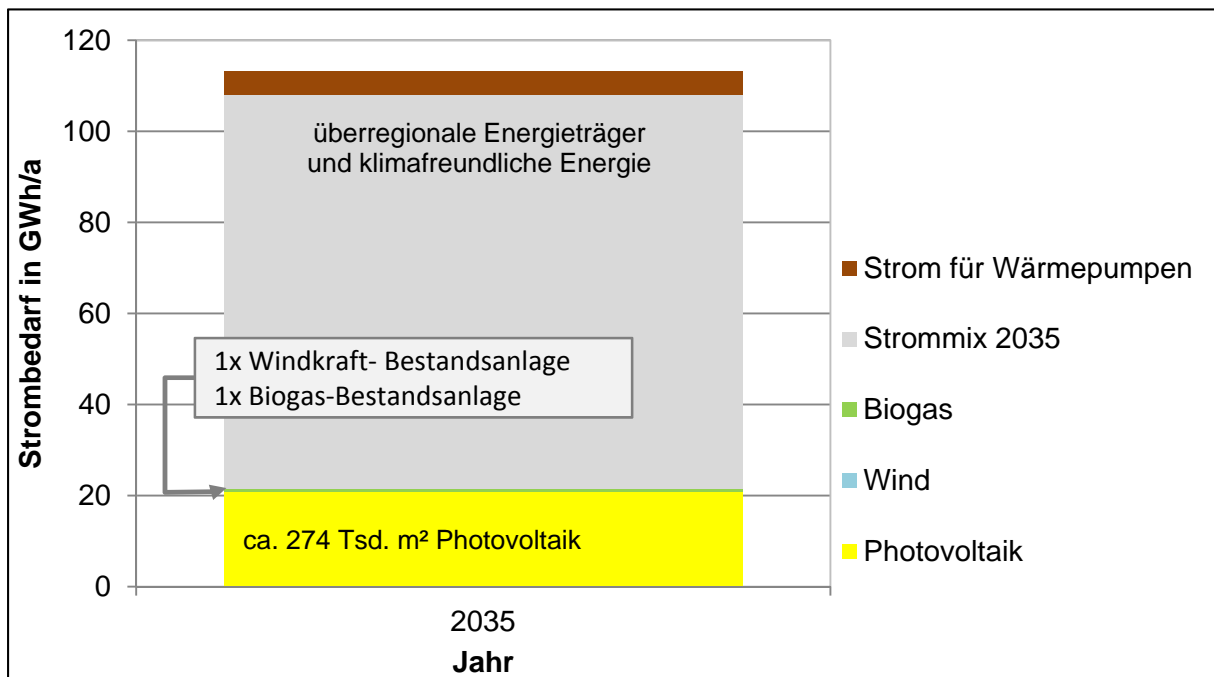 120
100
80
60
40
20
0
Strombedarf in GWh/a
überregionale Energieträger
und klimafreundliche Energie
1x Windkraft- Bestandsanlage
1x Biogas-Bestandsanlage
ca. 274 Tsd. m² Photovoltaik
2035
Jahr
Strom für Wärmepumpen
Strommix 2035
Biogas
Wind
Photovoltaik